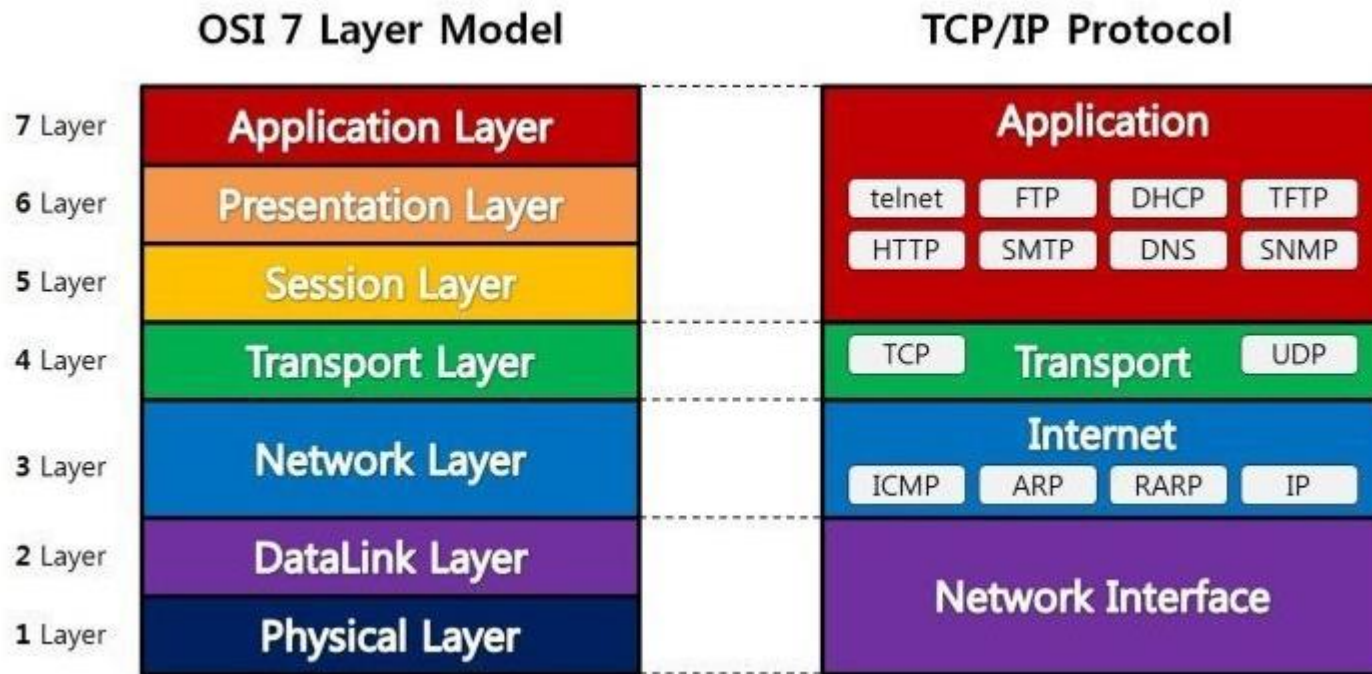 OSI 7 Layer Model
TCP/IP Protocol
7 Layer
Application Layer
6 Layer
Presentation Layer
5 Layer
Session Layer
4 Layer
Transport Layer
3 Layer
Network Layer
2 Layer
DataLink Layer
1 Layer
Physical Layer
Application
telnet FTP DHCP TFTP
HTTP SMTP DNS SNMP
TCP Transport UDP
Internet
ICMP ARP RARP IP
Network Interface